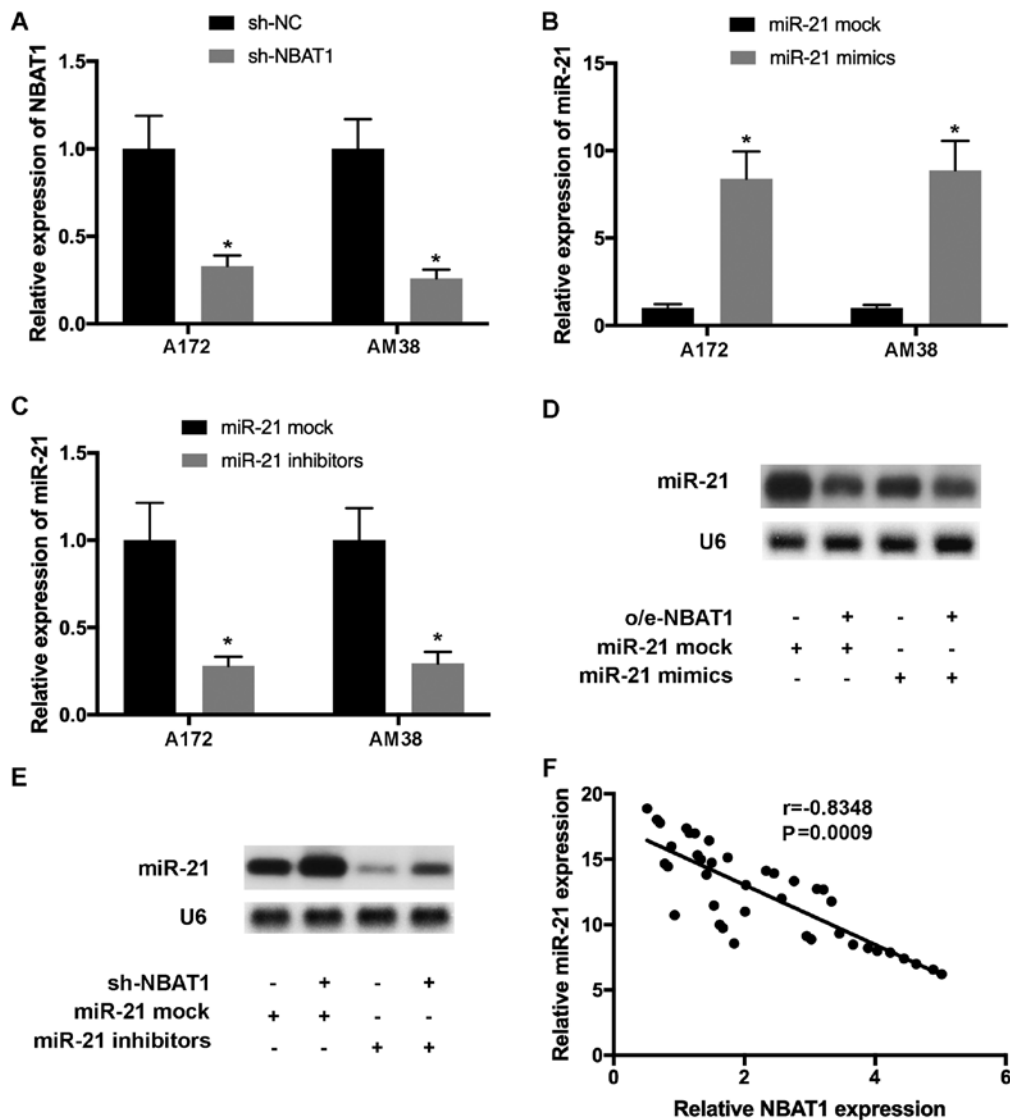 A
sh-NC
sh-NBAT1
Relative expression of NBAT1
1.5
1.0
0.5
0.0
*
*
A172
AM38
B
miR-21 mock
miR-21 mimics
Relative expression of miR-21
15
10
5
0
*
*
A172
AM38
C
miR-21 mock
miR-21 inhibitors
Relative expression of miR-21
1.5
1.0
0.5
0.0
*
*
A172
AM38
D
miR-21
U6
o/e-NBAT1 - + - +
miR-21 mock + + - -
miR-21 mimics - - + +
E
miR-21
U6
sh-NBAT1 - + - +
miR-21 mock + + - -
miR-21 inhibitors - - + +
F
r=-0.8348
P=0.0009
Relative miR-21 expression
20
15
10
5
0
0 2 4 6
Relative NBAT1 expression